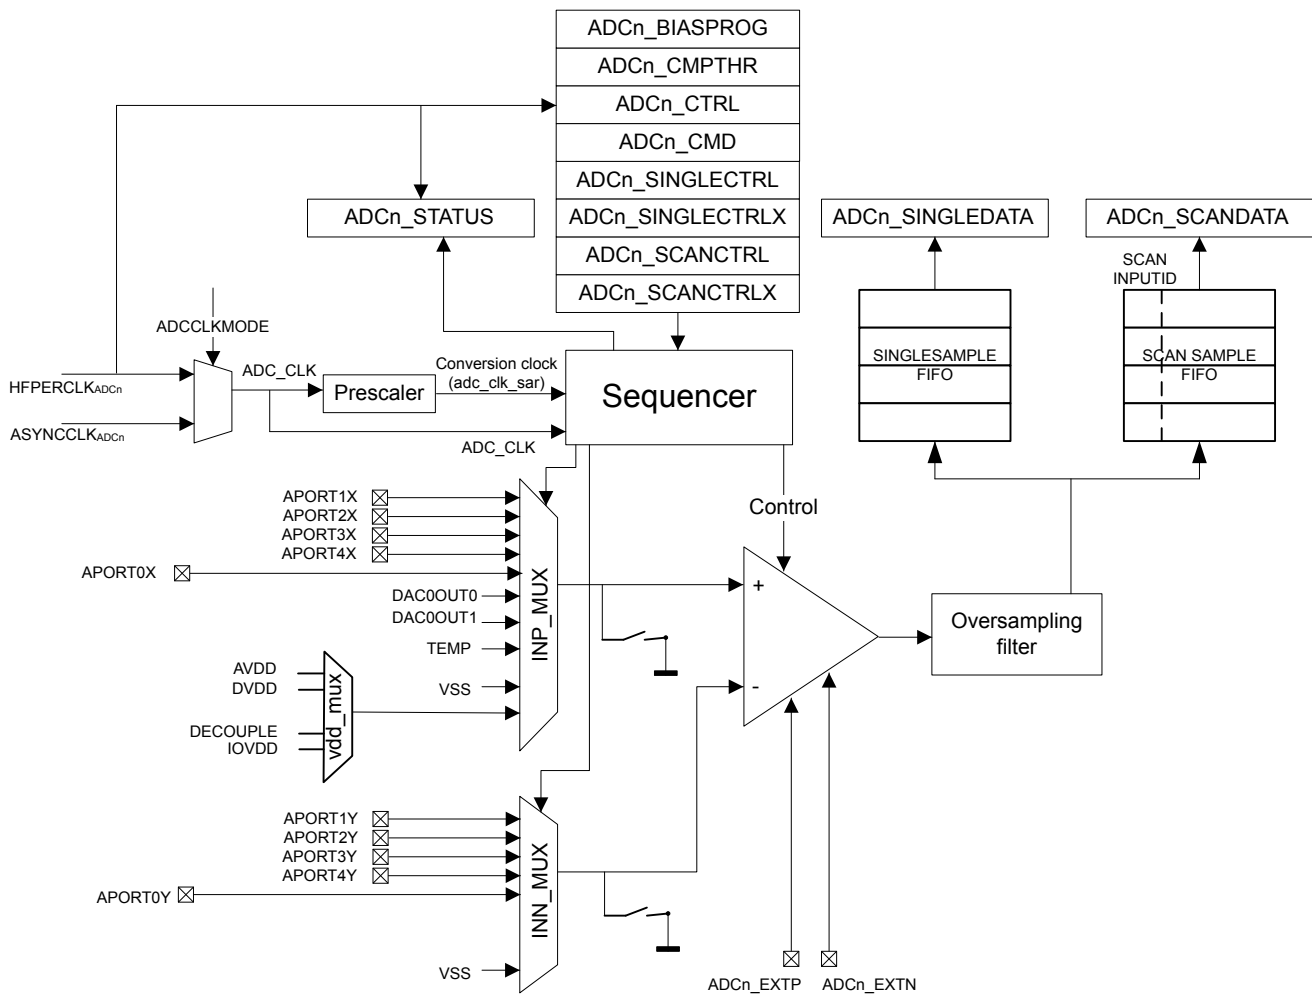 ADCn_BIASPROG
ADCn_CMPTHR
ADCn_CTRL
ADCn_CMD
ADCn_SINGLECTRL
ADCn_SINGLECTRLX
ADCn_SCANCTRL
ADCn_SCANCTRLX
ADCn_STATUS
ADCn_SINGLEDATA
ADCn_SCANDATA
SCAN
INPUTID
SINGLESAMPLE
FIFO
SCAN SAMPLE
FIFO
ADCCLKMODE
HFPERCLKADCn
ASYNCCLKADCn
ADC_CLK
Prescaler
Conversion clock
(adc_clk_sar)
ADC_CLK
Sequencer
Control
APORT1X
APORT2X
APORT3X
APORT4X
APORT0X
DAC0OUT0
DAC0OUT1
TEMP
VSS
INP_MUX
AVDD
DVDD
DECOUPLE
IOVDD
vdd_mux
+
-
Oversampling
filter
APORT1Y
APORT2Y
APORT3Y
APORT4Y
APORT0Y
VSS
INN_MUX
ADCn_EXTP
ADCn_EXTN